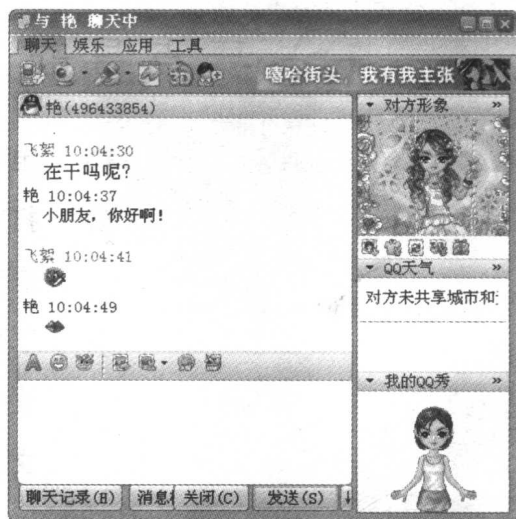 与 艳 聊天中
聊天 娱乐 应用 工具
3D 嘻哈街头 我有我主张
艳(496433854)
飞絮 10:04:30
在干吗呢?
艳 10:04:37
小朋友，你好啊！
飞絮 10:04:41
艳 10:04:49
聊天记录(H) 消息 关闭(C) 发送(S) ↓
对方形象 »
QQ天气 »
对方未共享城市和
我的QQ秀 »